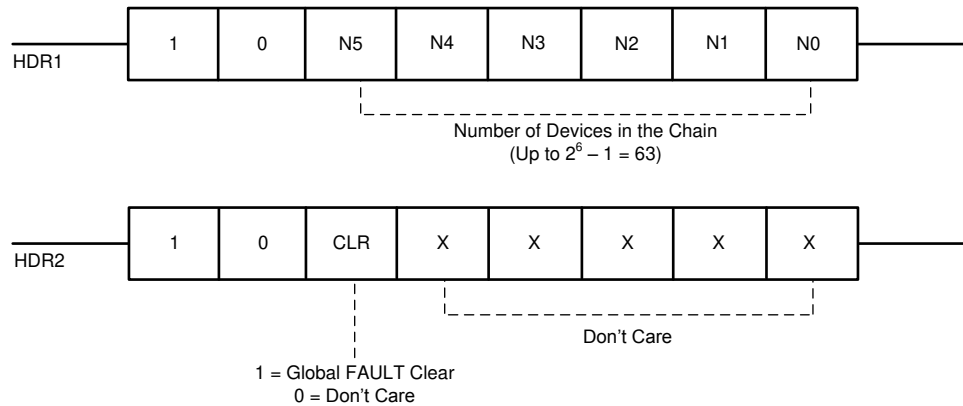 1 0 N5 N4 N3 N2 N1 N0
HDR1
Number of Devices in the Chain
(Up to 2⁶ – 1 = 63)
1 0 CLR X X X X X
HDR2
Don't Care
1 = Global FAULT Clear
0 = Don't Care